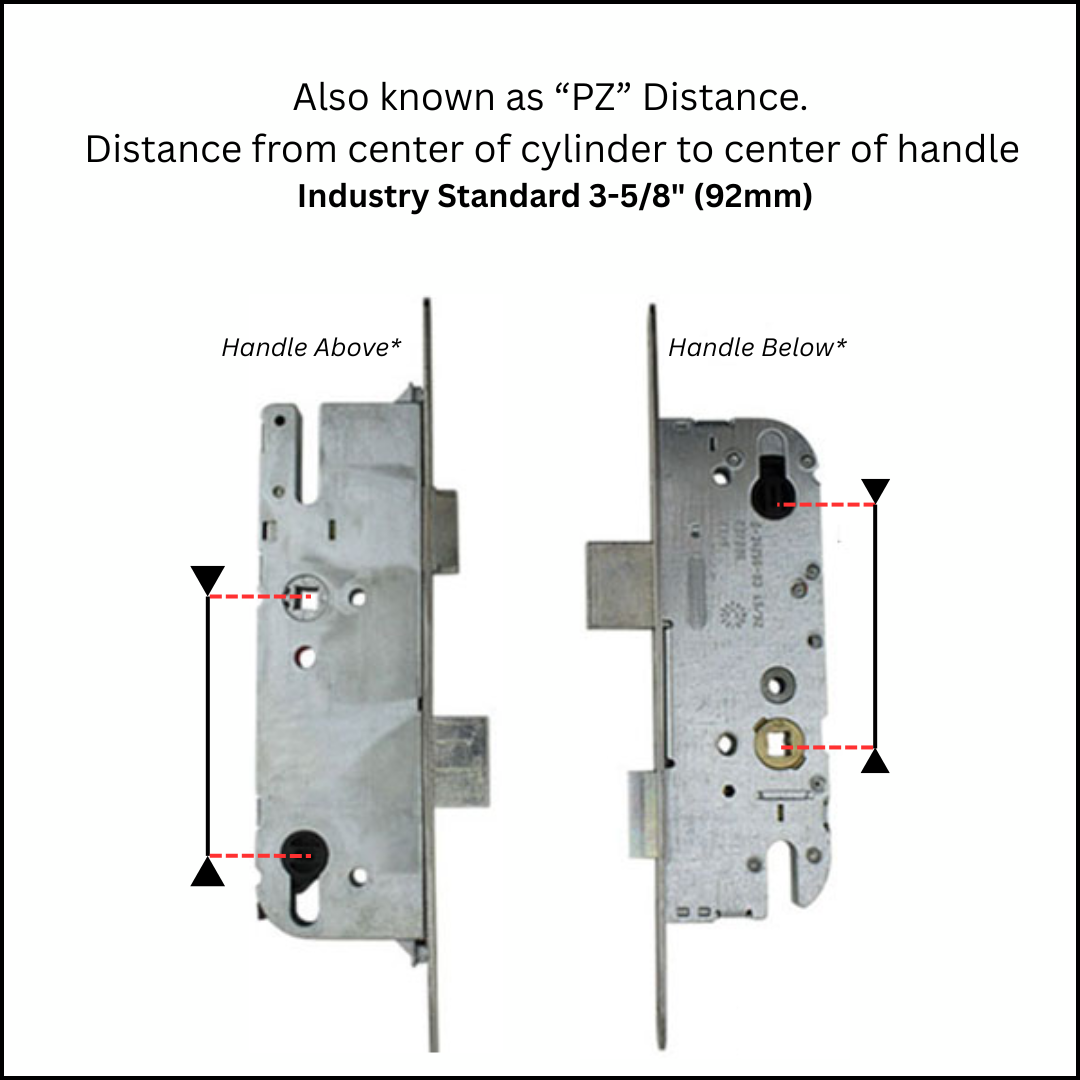 Also known as “PZ” Distance.
Distance from center of cylinder to center of handle
Industry Standard 3-5/8" (92mm)
Handle Above*
Handle Below*